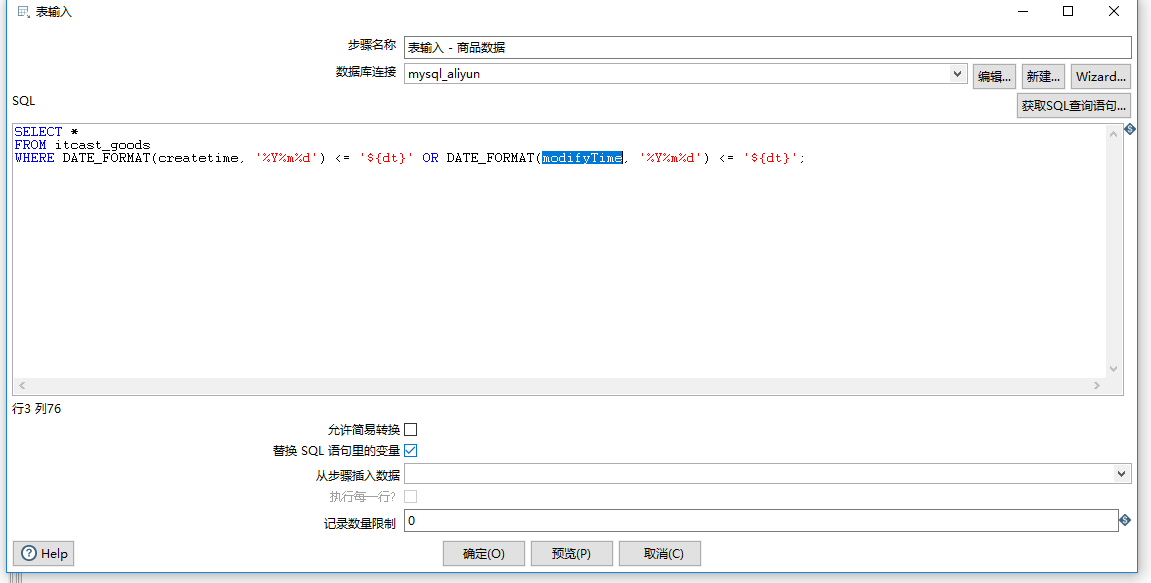 表输入
步骤名称 表输入 - 商品数据
数据库连接 mysql_aliyun 编辑... 新建... Wizard...
SQL 获取SQL查询语句...
SELECT *
FROM itcast_goods
WHERE DATE_FORMAT(createtime, '%Y%m%d') <= '${dt}' OR DATE_FORMAT(modifyTime, '%Y%m%d') <= '${dt}';
行3 列76
允许简易转换
替换 SQL 语句里的变量
从步骤插入数据
执行每一行?
记录数量限制 0
Help 确定(O) 预览(P) 取消(C)